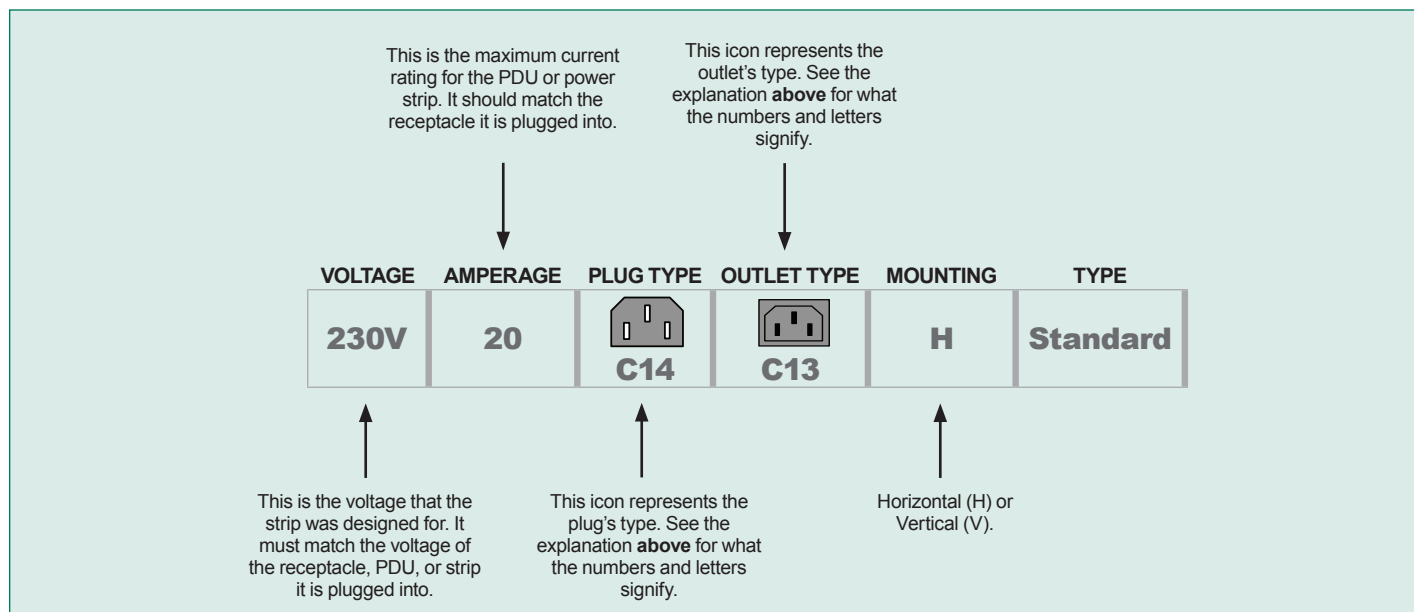 This is the maximum current
rating for the PDU or power
strip. It should match the
receptacle it is plugged into.
This icon represents the
outlet’s type. See the
explanation above for what
the numbers and letters
signify.
VOLTAGE AMPERAGE PLUG TYPE OUTLET TYPE MOUNTING TYPE
230V 20 C14 C13 H Standard
This is the voltage that the
strip was designed for. It
must match the voltage of
the receptacle, PDU, or strip
it is plugged into.
This icon represents the
plug’s type. See the
explanation above for what
the numbers and letters
signify.
Horizontal (H) or
Vertical (V).